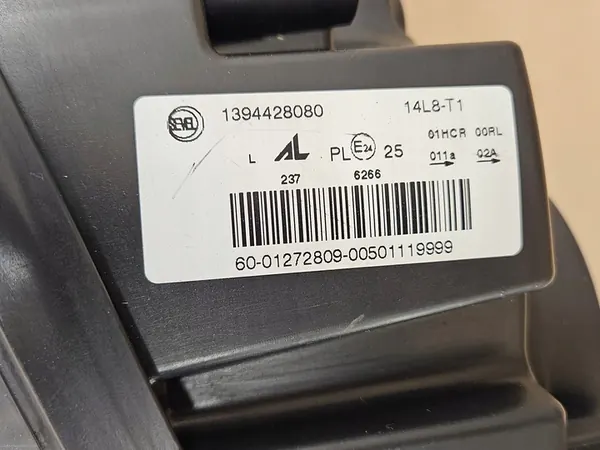 SEVEL 1394428080 14L8-T1
01HCR 00RL
L AL PL E24 25 011a 02A
237 6266
60-01272809-00501119999